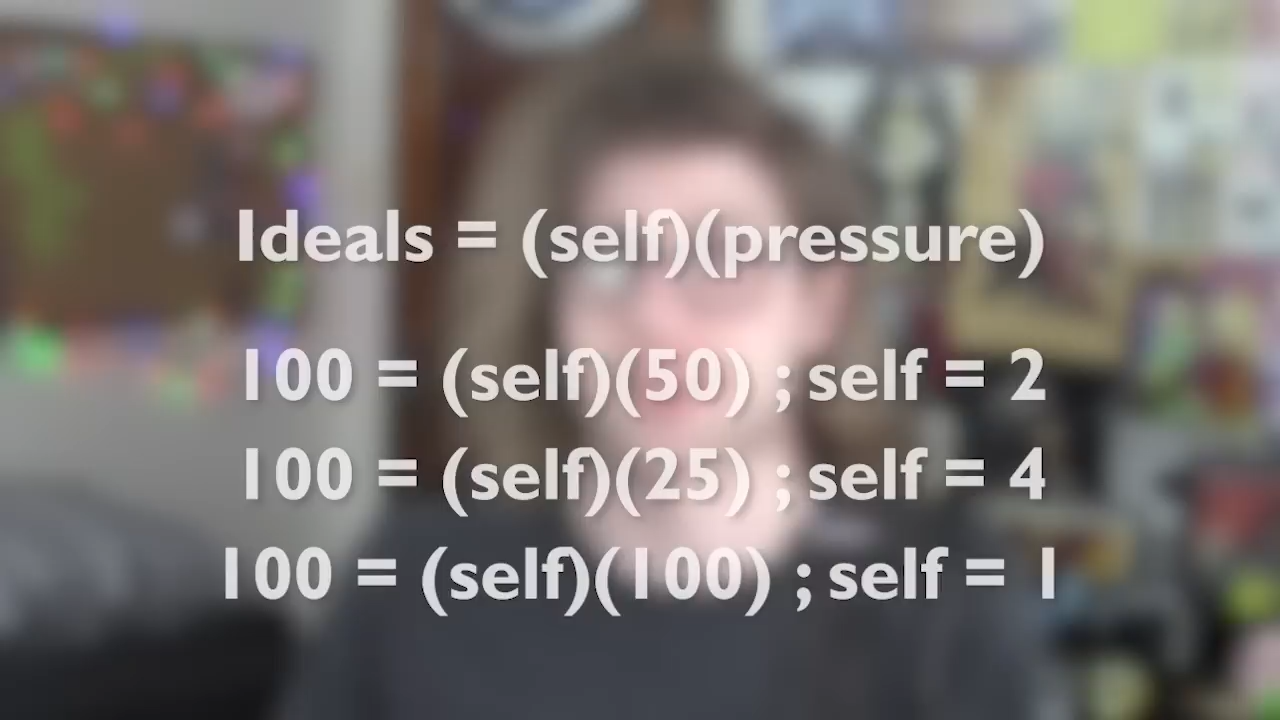 Ideals = (self)(pressure)
100 = (self)(50) ; self = 2
100 = (self)(25) ; self = 4
100 = (self)(100) ; self = 1